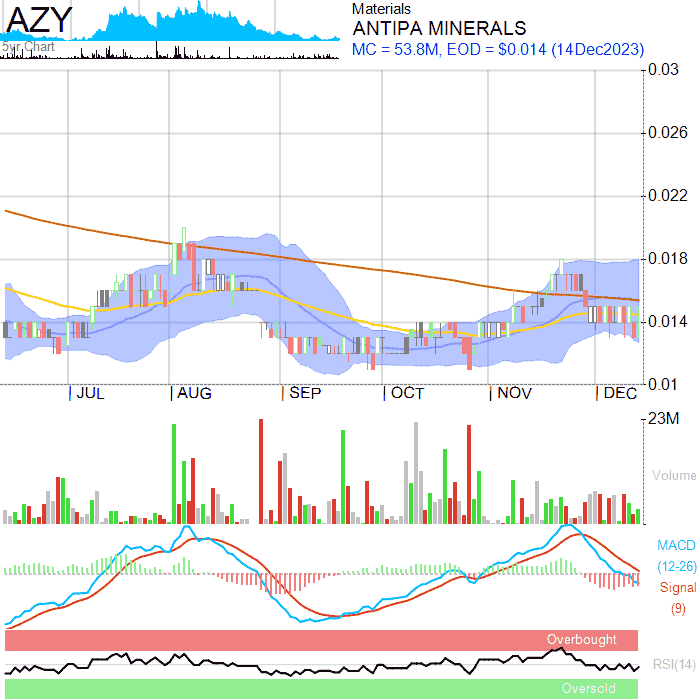 AZY
5yr Chart
Materials
ANTIPA MINERALS
MC = 53.8M, EOD = $0.014 (14Dec2023)
0.03
0.026
0.022
0.018
0.014
0.01
JUL AUG SEP OCT NOV DEC
23M
Volume
MACD
(12-26)
Signal
(9)
Overbought
RSI(14)
Oversold